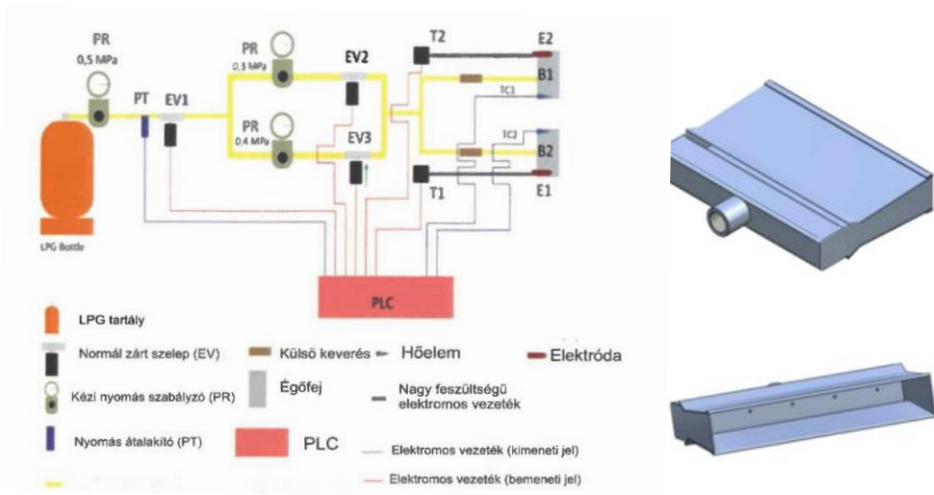 PR
0,5 MPa
PT
EV1
PR
0,3 MPa
EV2
PR
0,4 MPa
EV3
T2
E2
B1
TC1
TC2
B2
T1
E1
LPG Bottle
PLC
LPG tartály
Normál zárt szelep (EV)
Kézi nyomás szabályzó (PR)
Nyomás átalakító (PT)
Külsö keverés
Égőfej
PLC
Hőelem
Nagy feszültségű
elektromos vezeték
Elektromos vezeték (kimeneti jel)
Elektromos vezeték (bemeneti jel)
Elektróda